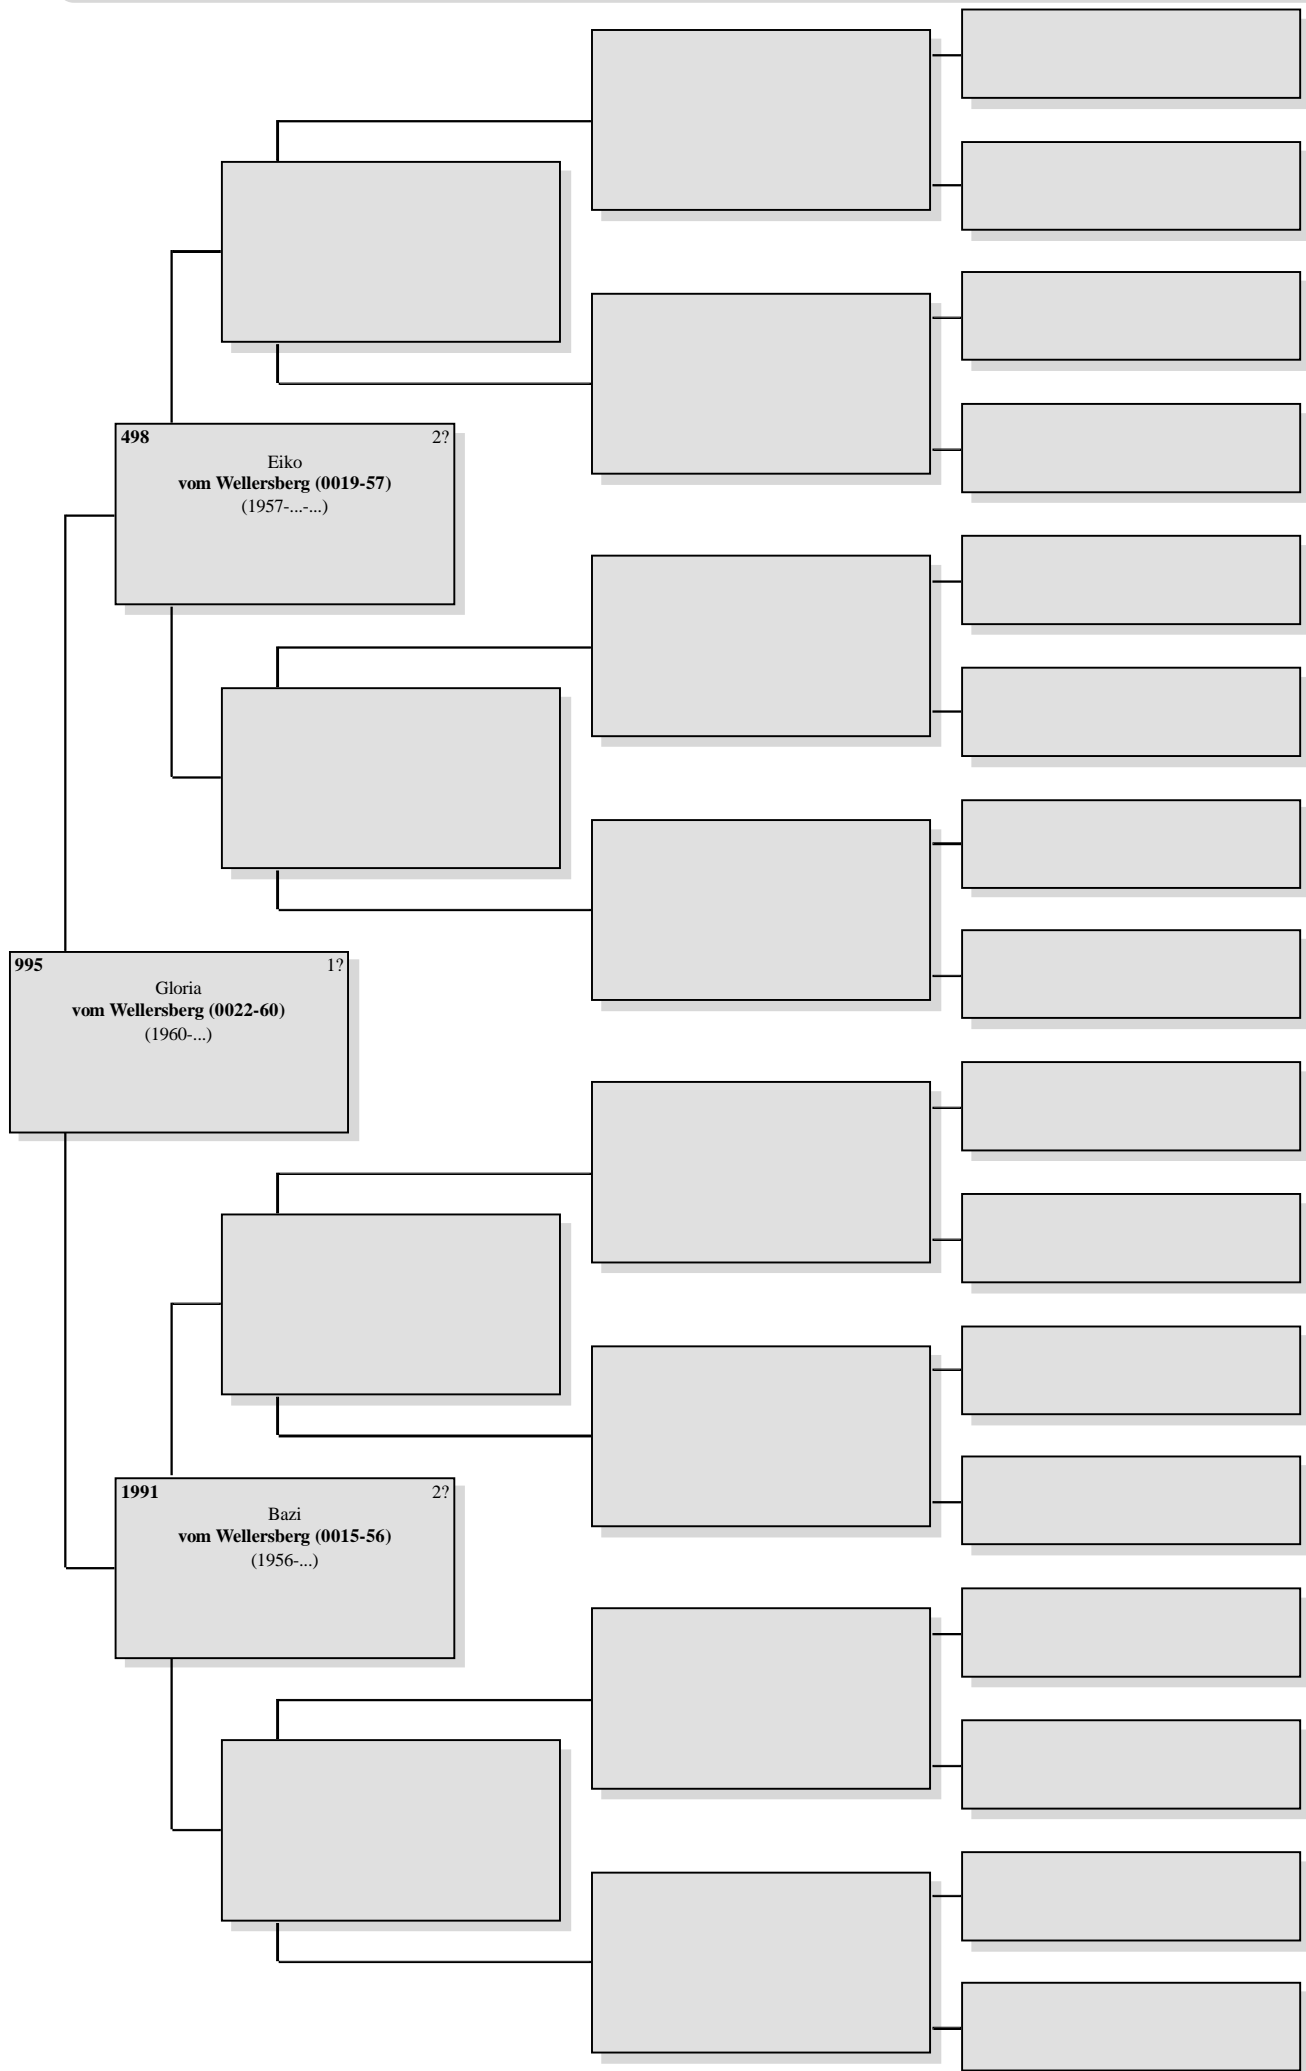 498 2?
Eiko
vom Wellersberg (0019-57)
(1957-...-...)
995 1?
Gloria
vom Wellersberg (0022-60)
(1960-...)
1991 2?
Bazi
vom Wellersberg (0015-56)
(1956-...)